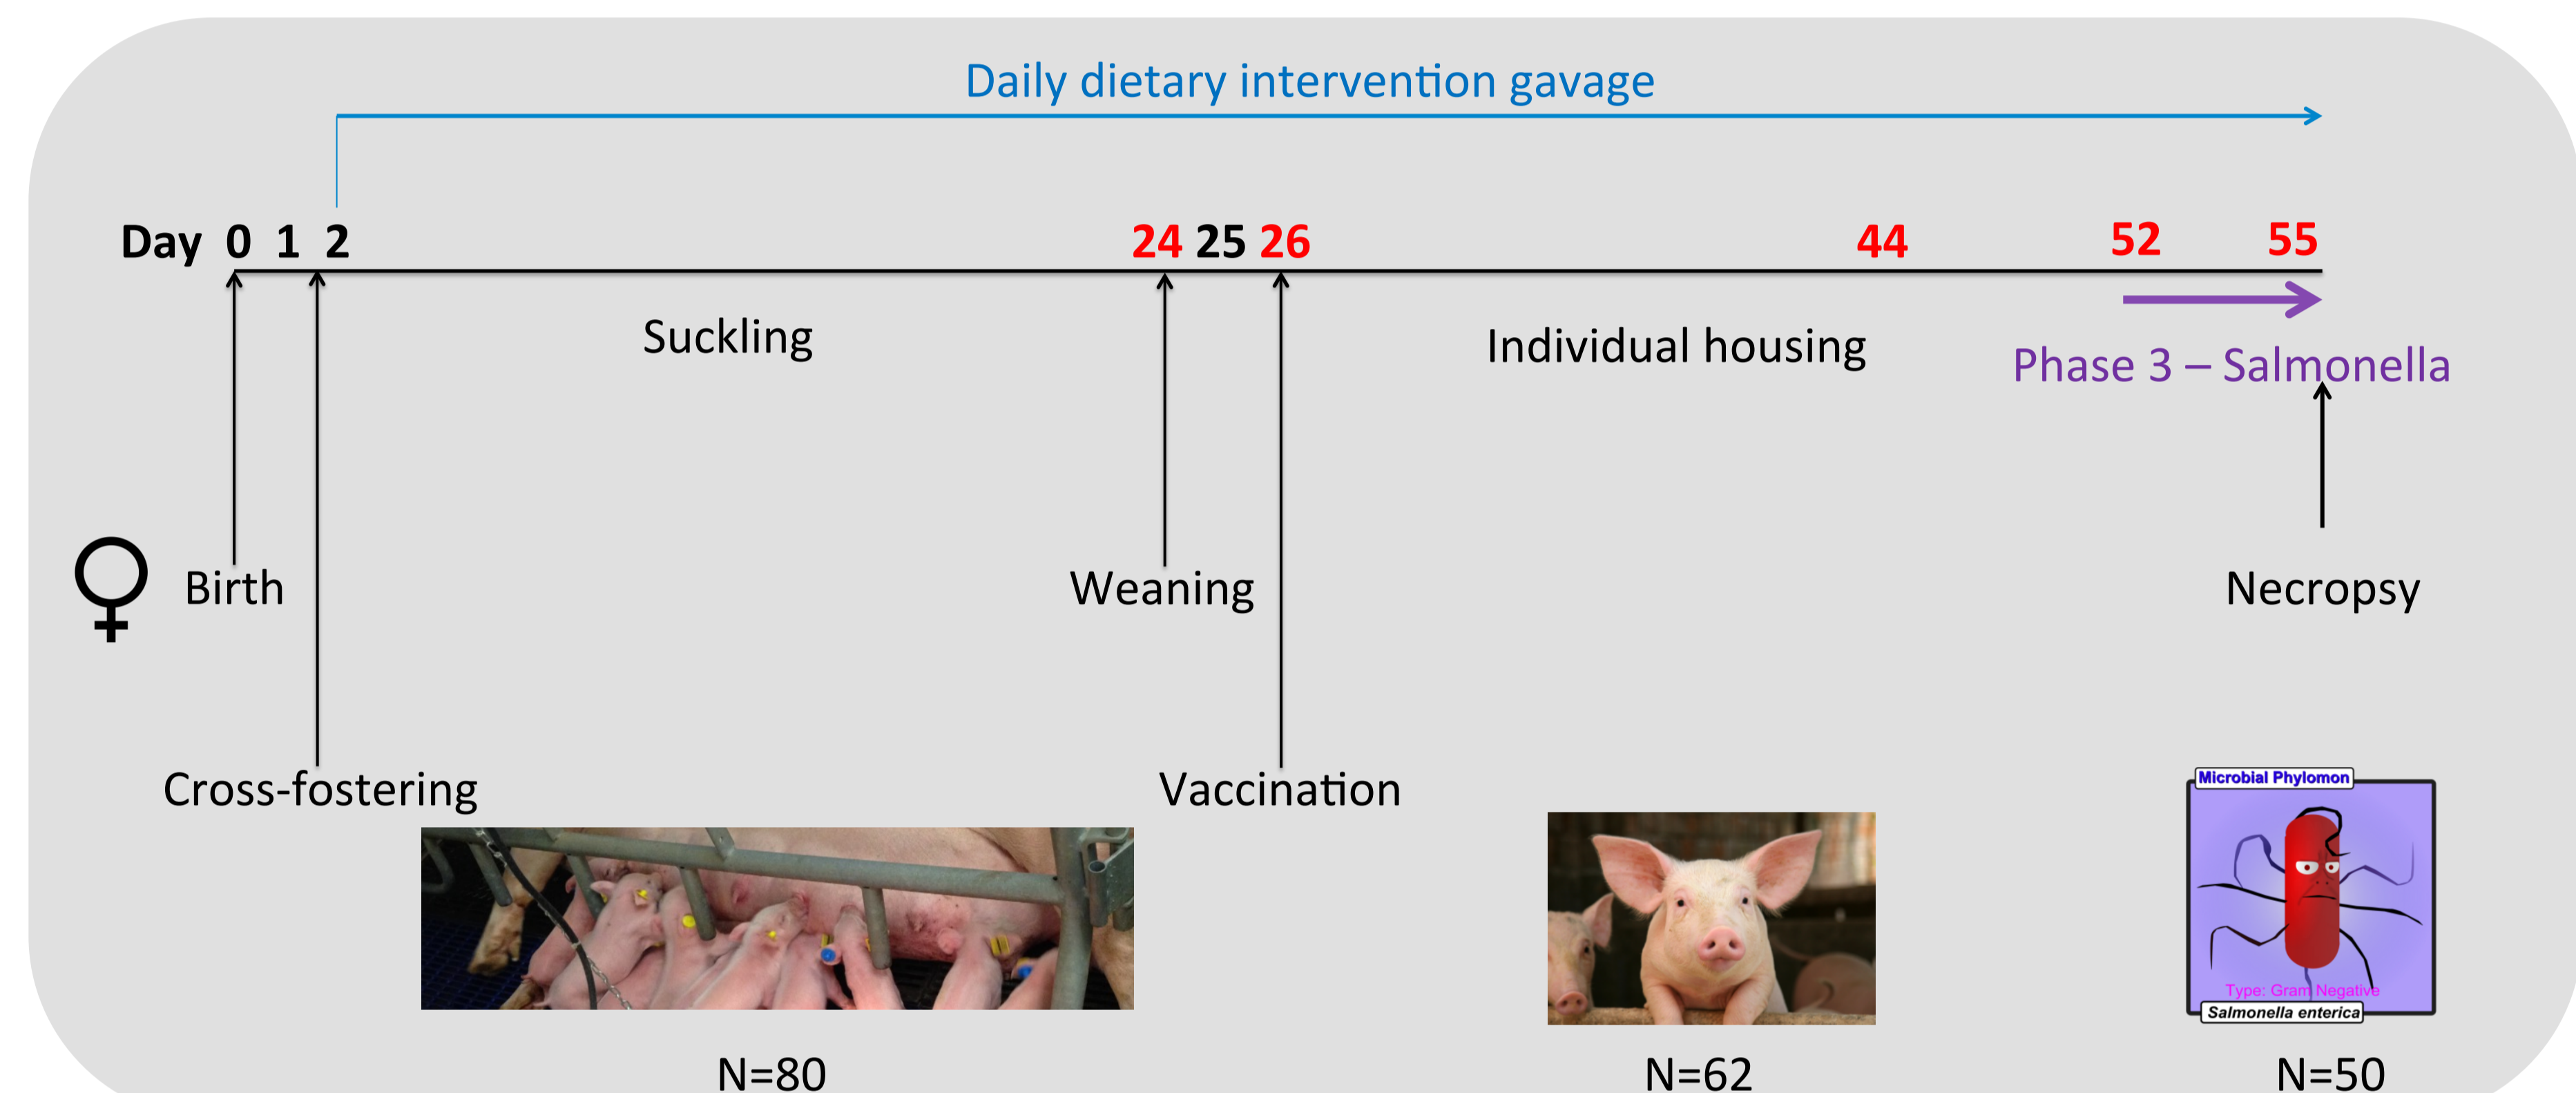 Daily dietary intervention gavage
Day 0 1 2 24 25 26 44 52 55
Suckling
Individual housing
Phase 3 – Salmonella
Birth
Weaning
Necropsy
Cross-fostering
Vaccination
Microbial Phylomon
Type: Gram Negative
Salmonella enterica
N=80
N=62
N=50